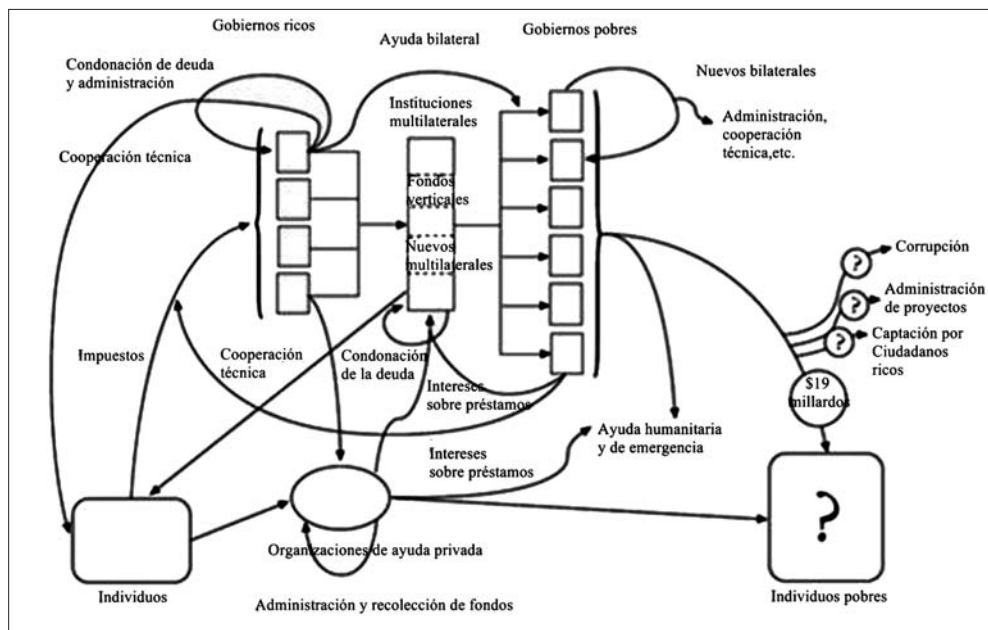 Gobiernos ricos
Ayuda bilateral
Gobiernos pobres
Condonación de deuda
y administración
Nuevos bilaterales
Instituciones
multilaterales
Administración,
cooperación
técnica,etc.
Cooperación técnica
Fondos
verticales
Nuevos
multilaterales
?
Corrupción
?
Administración
de proyectos
?
Captación por
Ciudadanos
ricos
Impuestos
Cooperación
técnica
Condonación
de la deuda
Intereses
sobre préstamos
$19
millardos
Ayuda humanitaria
y de emergencia
Intereses
sobre préstamos
?
Organizaciones de ayuda privada
Individuos
Administración y recolección de fondos
Individuos pobres